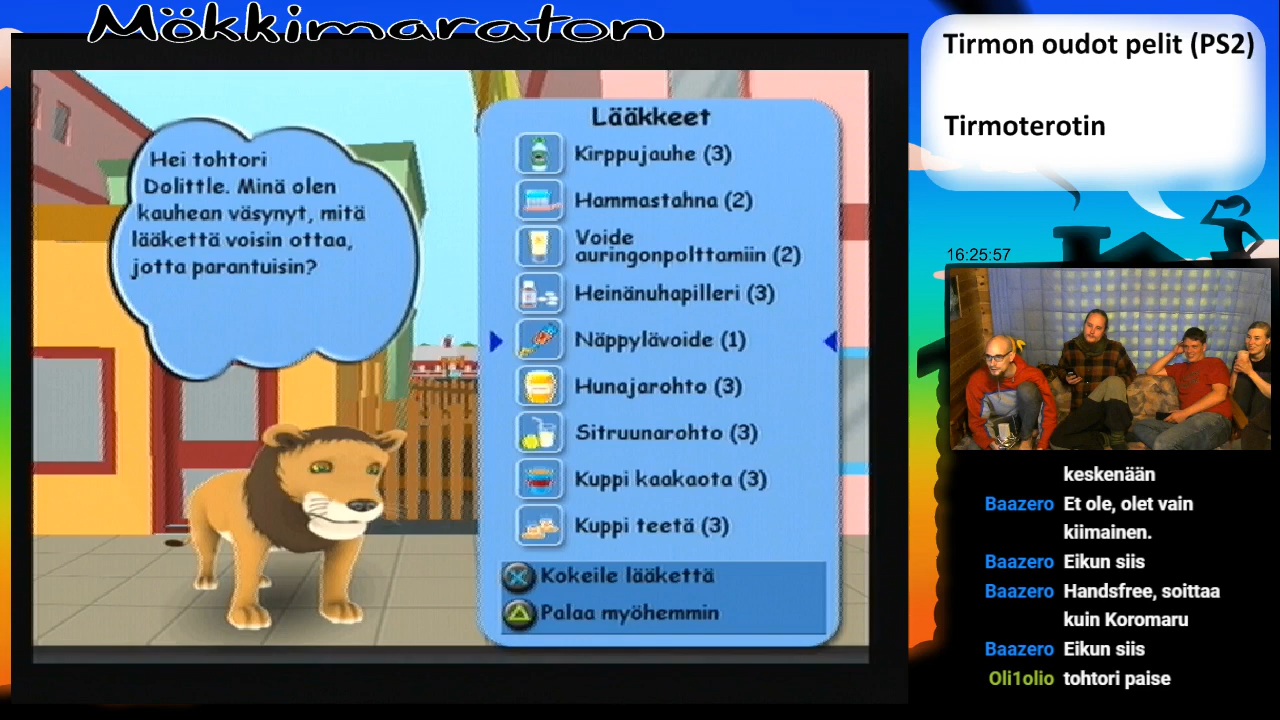 Mökkimaraton
Tirmon oudot pelit (PS2)
Tirmoterotin
Hei tohtori
Dolittle. Minä olen
kauhean väsynyt, mitä
lääkettä voisin ottaa,
jotta parantuisin?
Lääkkeet
Kirppujauhe (3)
Hammastahna (2)
Voide
auringonpolttamiin (2)
Heinänuhapilleri (3)
Näppylävoide (1)
Hunajarohto (3)
Sitruunarohto (3)
Kuppi kaakaota (3)
Kuppi teetä (3)
Kokeile lääkettä
Palaa myöhemmin
16:25:57
keskenään
Baazero Et ole, olet vain
kiimainen.
Baazero Eikun siis
Baazero Handsfree, soittaa
kuin Koromaru
Baazero Eikun siis
Oli1olio tohtori paise